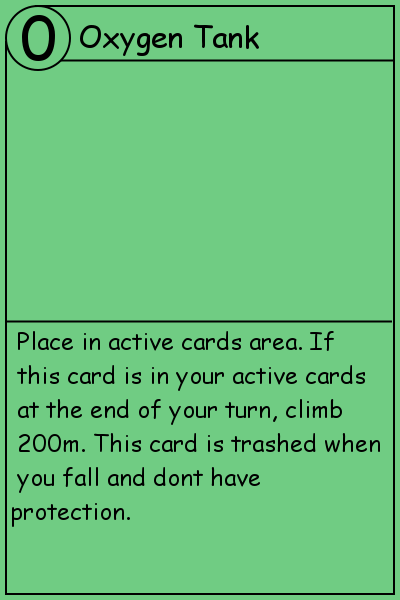 0 Oxygen Tank
Place in active cards area. If
this card is in your active cards
at the end of your turn, climb
200m. This card is trashed when
you fall and dont have
protection.